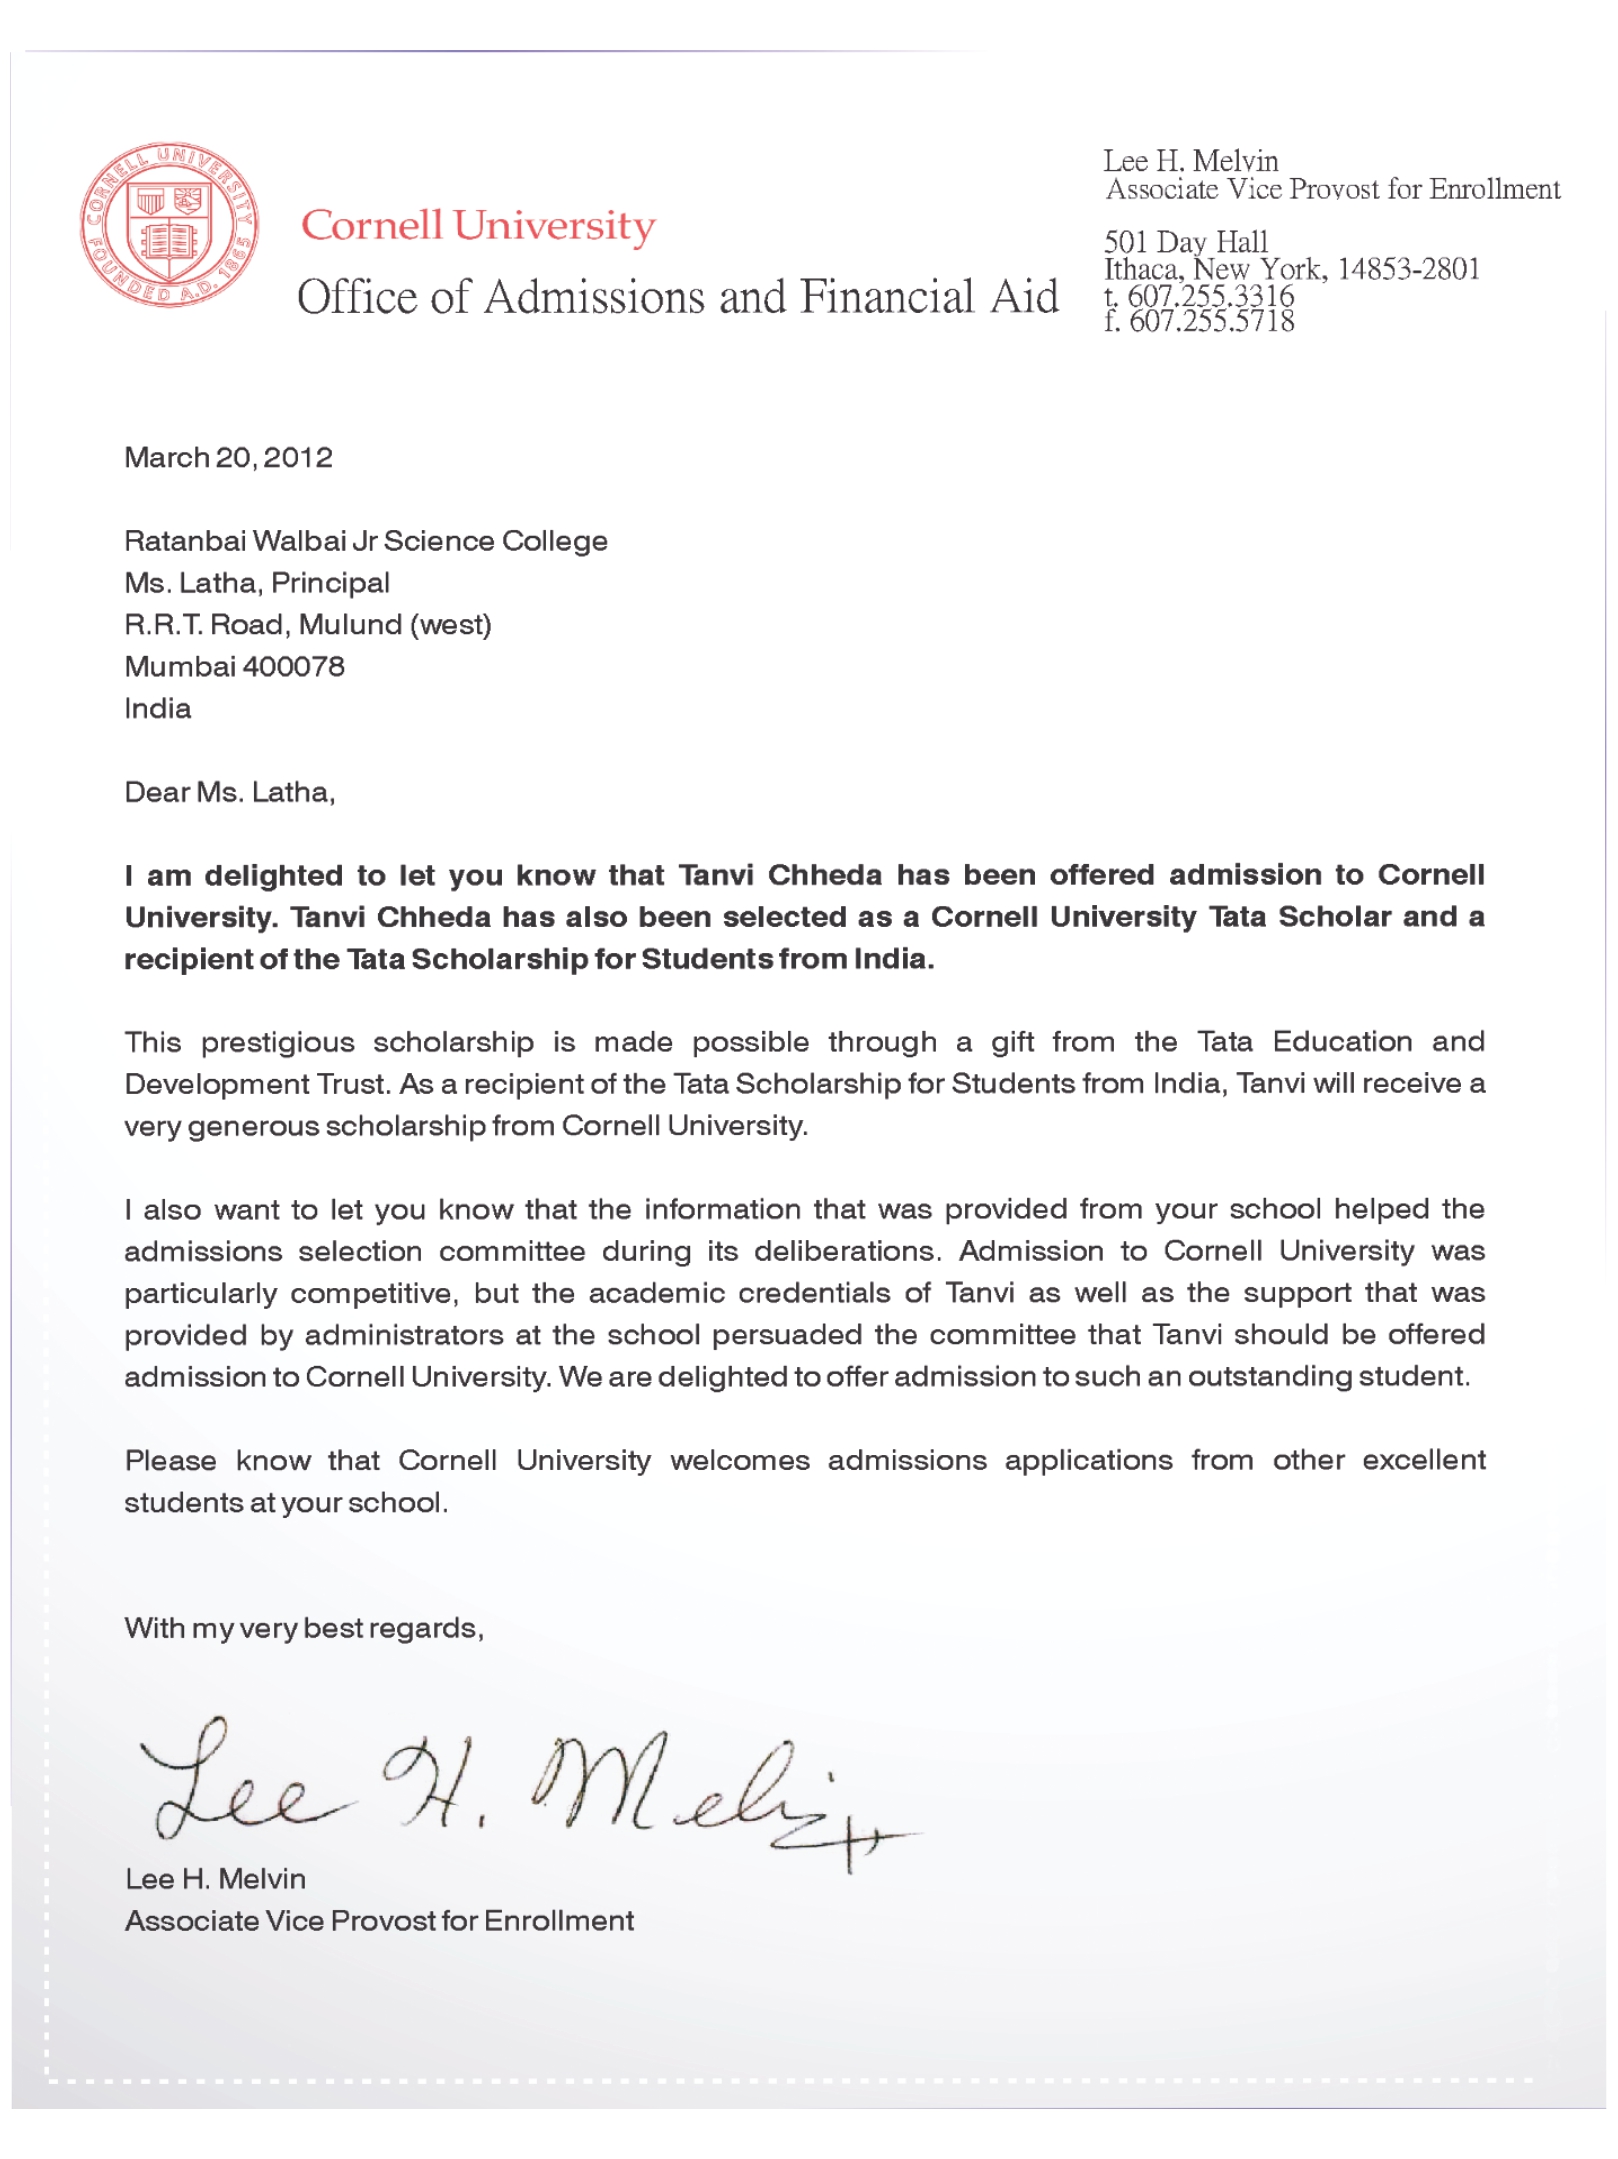 CORNELL UNIVERSITY
FOUNDED A.D. 1865
Cornell University
Office of Admissions and Financial Aid
Lee H. Melvin
Associate Vice Provost for Enrollment
501 Day Hall
Ithaca, New York, 14853-2801
t. 607.255.3316
f. 607.255.5718
March 20, 2012
Ratanbai Walbai Jr Science College
Ms. Latha, Principal
R.R.T. Road, Mulund (west)
Mumbai 400078
India
Dear Ms. Latha,
I am delighted to let you know that Tanvi Chheda has been offered admission to Cornell
University. Tanvi Chheda has also been selected as a Cornell University Tata Scholar and a
recipient of the Tata Scholarship for Students from India.
This prestigious scholarship is made possible through a gift from the Tata Education and
Development Trust. As a recipient of the Tata Scholarship for Students from India, Tanvi will receive a
very generous scholarship from Cornell University.
I also want to let you know that the information that was provided from your school helped the
admissions selection committee during its deliberations. Admission to Cornell University was
particularly competitive, but the academic credentials of Tanvi as well as the support that was
provided by administrators at the school persuaded the committee that Tanvi should be offered
admission to Cornell University. We are delighted to offer admission to such an outstanding student.
Please know that Cornell University welcomes admissions applications from other excellent
students at your school.
With my very best regards,
Lee H. Melvin
Lee H. Melvin
Associate Vice Provost for Enrollment